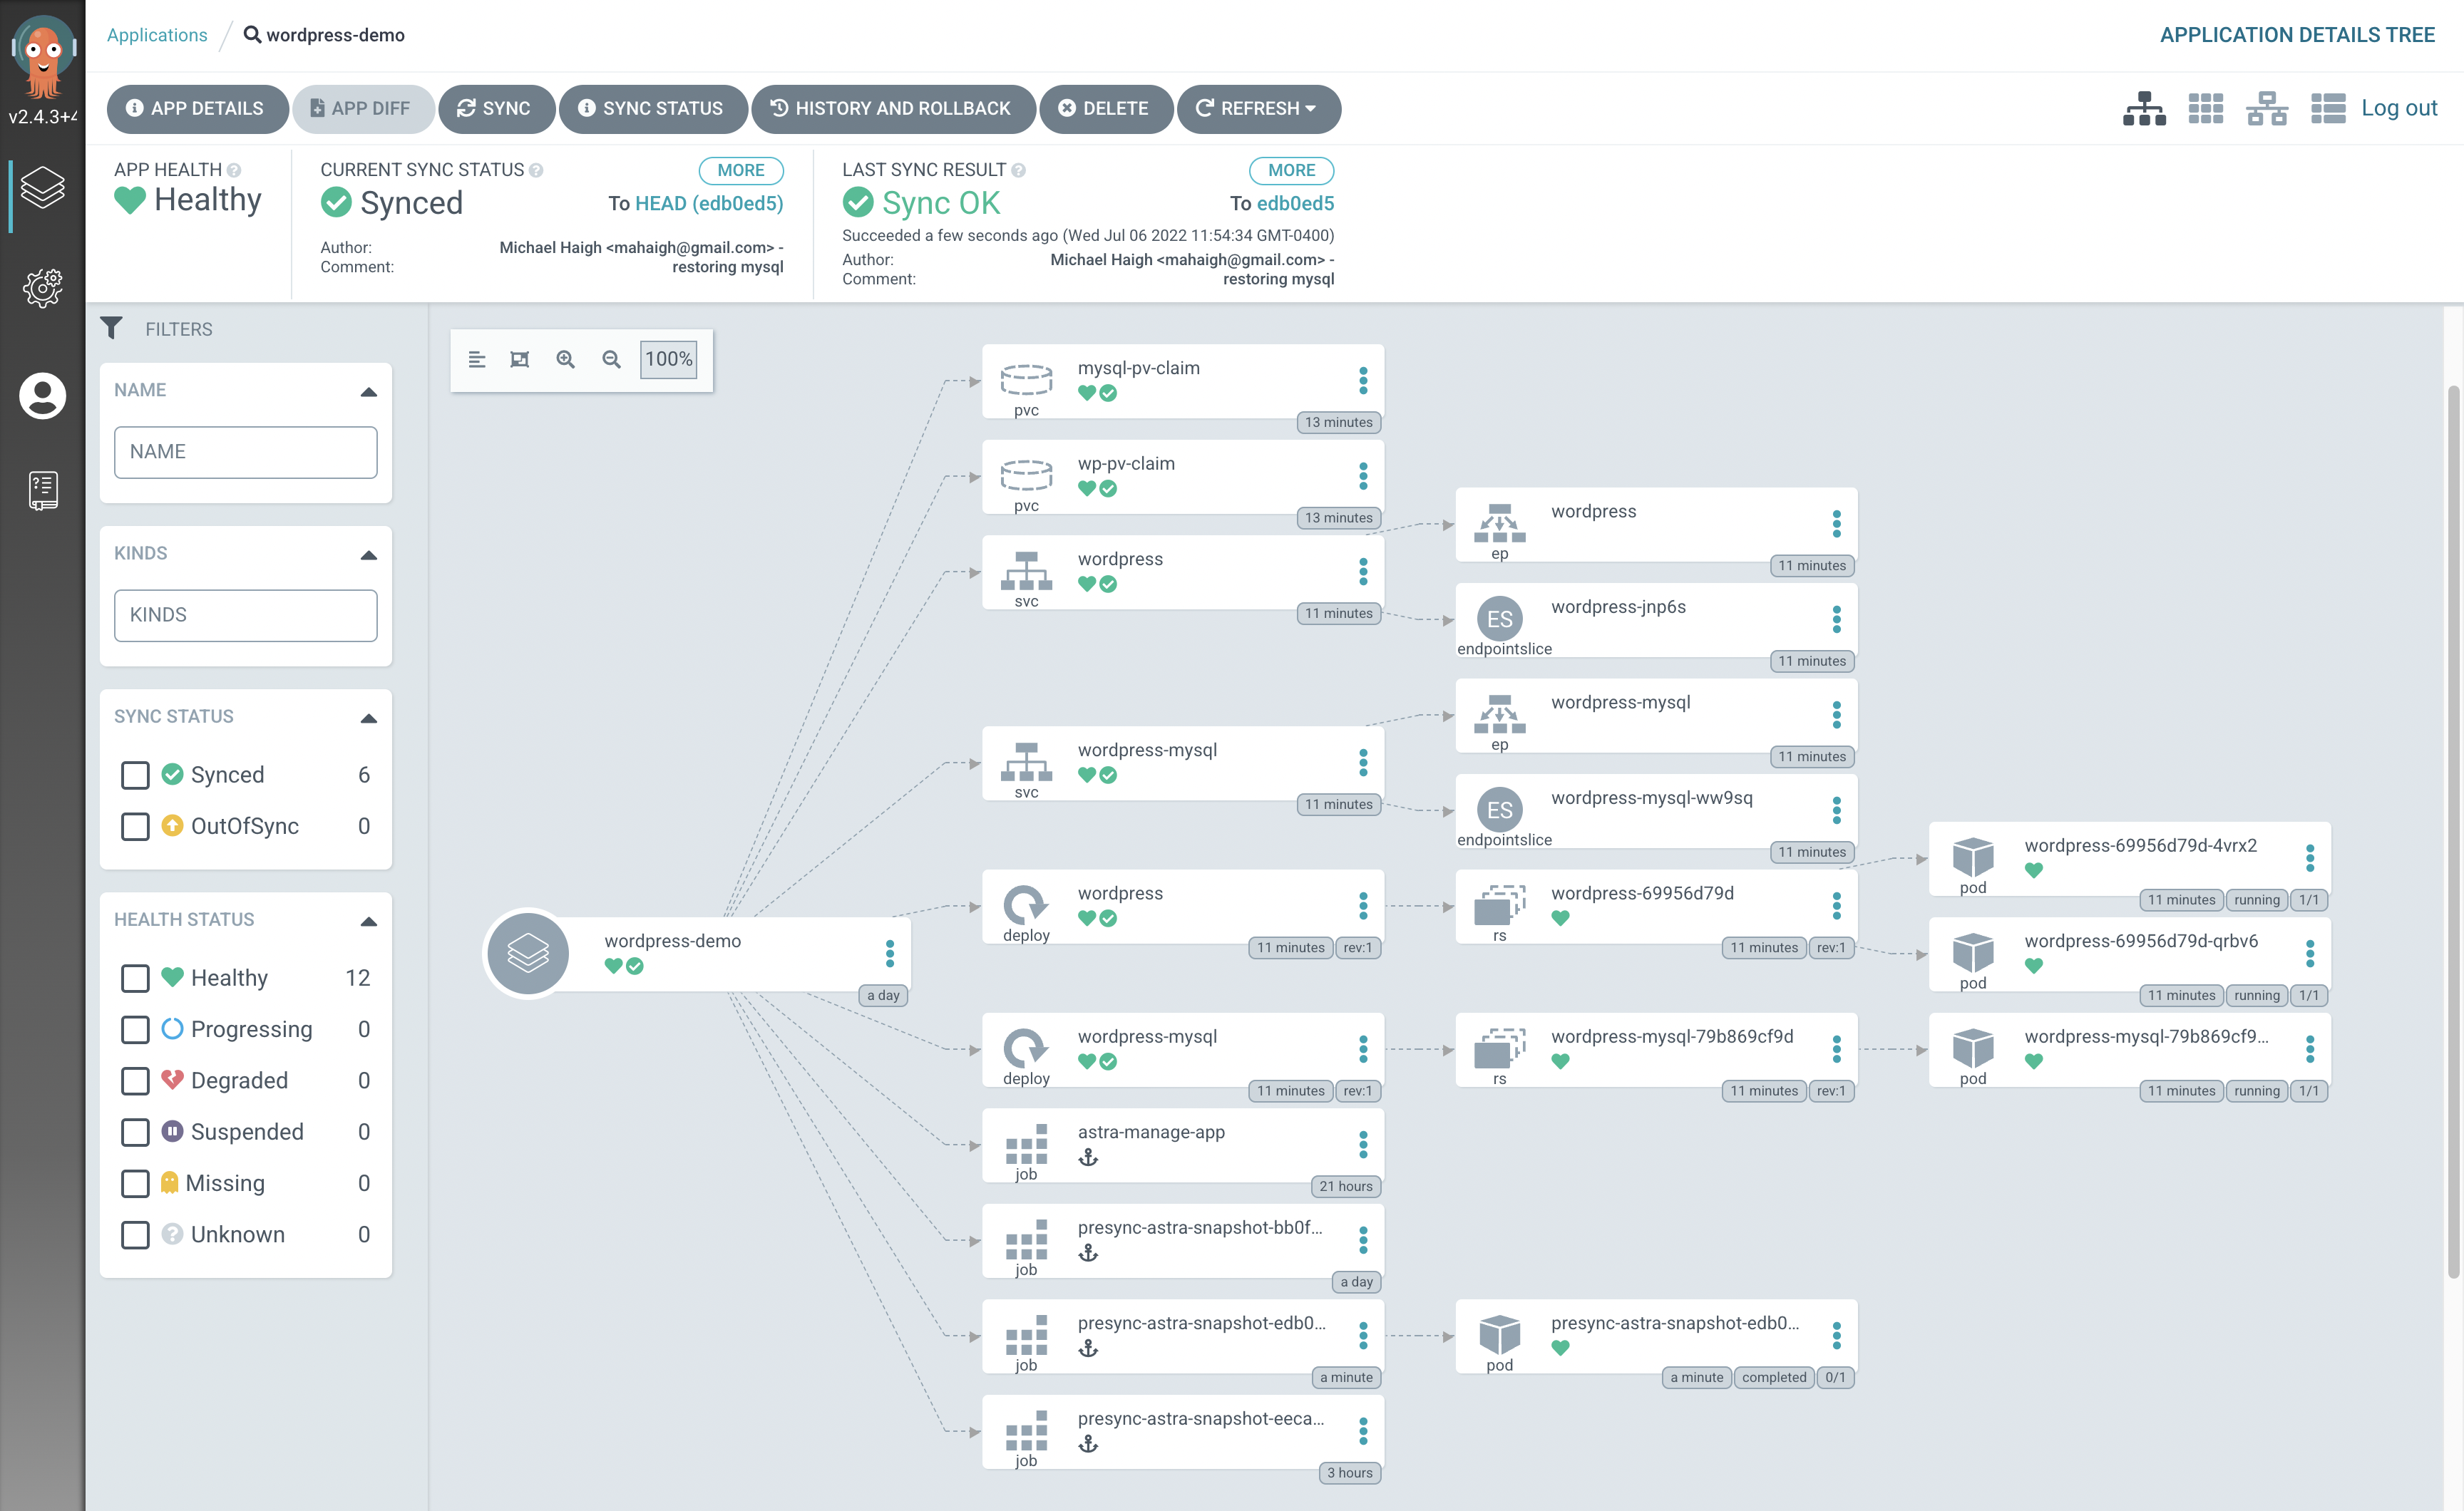 Applications / wordpress-demo
APPLICATION DETAILS TREE
v2.4.3+4
APP DETAILS
APP DIFF
SYNC
SYNC STATUS
HISTORY AND ROLLBACK
DELETE
REFRESH
Log out
APP HEALTH
Healthy
CURRENT SYNC STATUS
MORE
Synced
To HEAD (edb0ed5)
Author: Michael Haigh <mahaigh@gmail.com> -
Comment: restoring mysql
LAST SYNC RESULT
MORE
Sync OK
To edb0ed5
Succeeded a few seconds ago (Wed Jul 06 2022 11:54:34 GMT-0400)
Author: Michael Haigh <mahaigh@gmail.com> -
Comment: restoring mysql
FILTERS
NAME
NAME
KINDS
KINDS
SYNC STATUS
Synced 6
OutOfSync 0
HEALTH STATUS
Healthy 12
Progressing 0
Degraded 0
Suspended 0
Missing 0
Unknown 0
100%
wordpress-demo
a day
mysql-pv-claim
pvc
13 minutes
wp-pv-claim
pvc
13 minutes
wordpress
svc
11 minutes
wordpress-mysql
svc
11 minutes
wordpress
deploy
11 minutes rev:1
wordpress-mysql
deploy
11 minutes rev:1
astra-manage-app
job
21 hours
presync-astra-snapshot-bb0f...
job
a day
presync-astra-snapshot-edb0...
job
a minute
presync-astra-snapshot-eeca...
job
3 hours
wordpress
ep
11 minutes
ES
wordpress-jnp6s
endpointslice
11 minutes
wordpress-mysql
ep
11 minutes
ES
wordpress-mysql-ww9sq
endpointslice
11 minutes
wordpress-69956d79d
rs
11 minutes rev:1
wordpress-mysql-79b869cf9d
rs
11 minutes rev:1
presync-astra-snapshot-edb0...
pod
a minute completed 0/1
wordpress-69956d79d-4vrx2
pod
11 minutes running 1/1
wordpress-69956d79d-qrbv6
pod
11 minutes running 1/1
wordpress-mysql-79b869cf9...
pod
11 minutes running 1/1